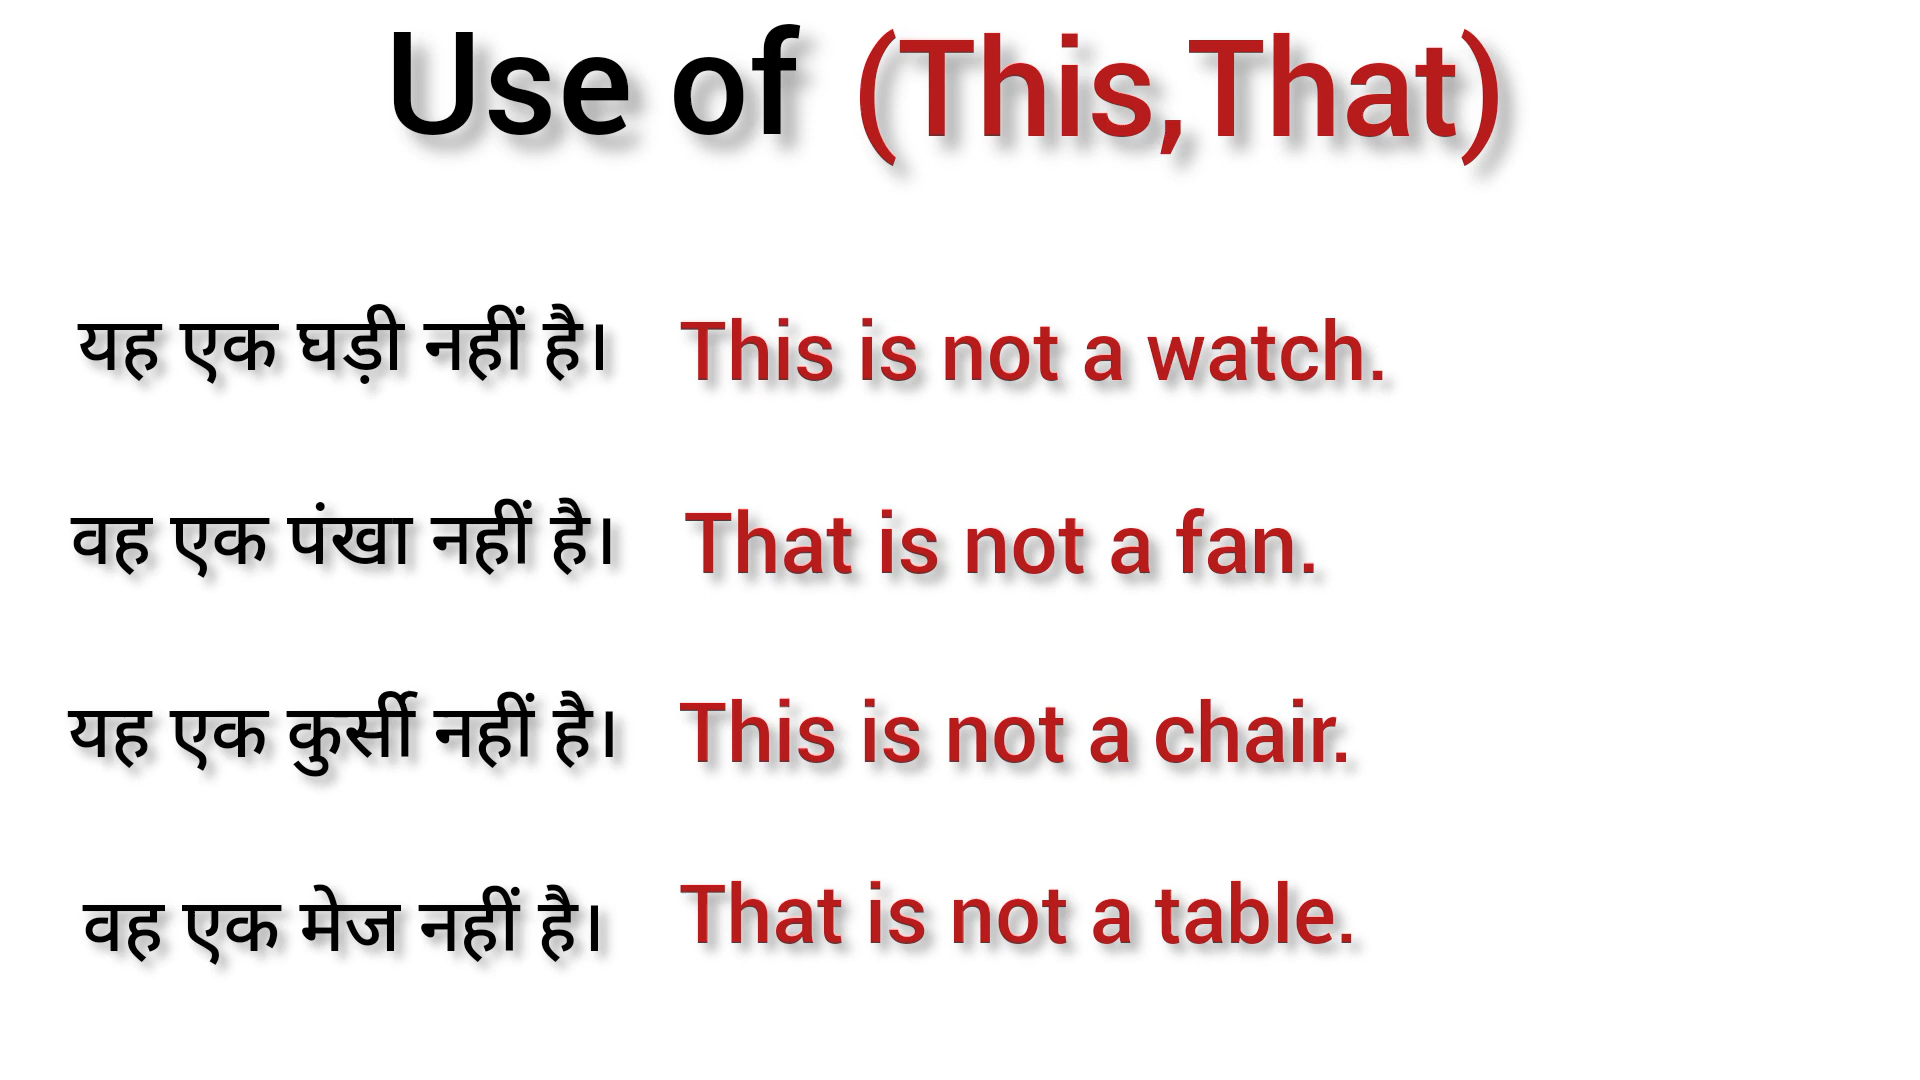 Use of (This,That)
यह एक घड़ी नहीं है। This is not a watch.
वह एक पंखा नहीं है। That is not a fan.
यह एक कुर्सी नहीं है। This is not a chair.
वह एक मेज नहीं है। That is not a table.